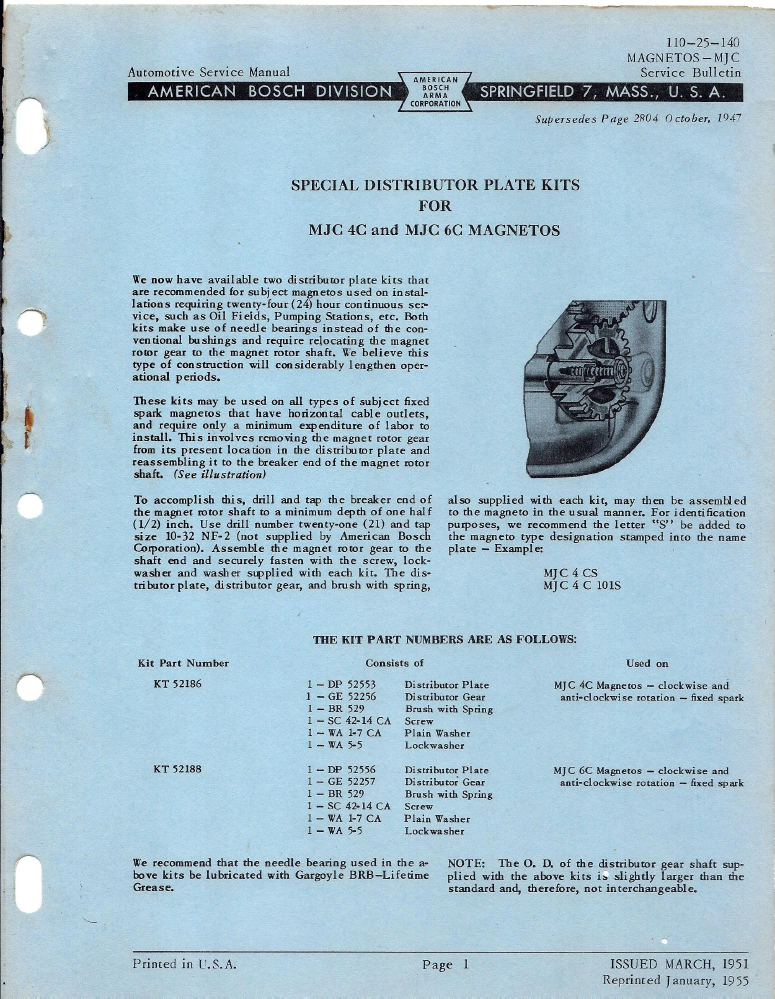 110-25-140
MAGNETOS-MJC
Automotive Service Manual
Service Bulletin
AMERICAN BOSCH DIVISION
AMERICAN
BOSCH
ARMA
CORPORATION
SPRINGFIELD 7, MASS., U. S. A.
Supersedes Page 2804 October, 1947
SPECIAL DISTRIBUTOR PLATE KITS
FOR
MJC 4C and MJC 6C MAGNETOS
We now have available two distributor plate kits that
are recommended for subject magnetos used on instal-
lations requiring twenty-four (24) hour continuous ser-
vice, such as Oil Fields, Pumping Stations, etc. Both
kits make use of needle bearings instead of the con-
ventional bushings and require relocating the magnet
rotor gear to the magnet rotor shaft. We believe this
type of construction will considerably lengthen oper-
ational periods.
These kits may be used on all types of subject fixed
spark magnetos that have horizontal cable outlets,
and require only a minimum expenditure of labor to
install. This involves removing the magnet rotor gear
from its present location in the distributor plate and
reassembling it to the breaker end of the magnet rotor
shaft. (See illustration)
To accomplish this, drill and tap the breaker end of
the magnet rotor shaft to a minimum depth of one half
(1/2) inch. Use drill number twenty-one (21) and tap
size 10-32 NF-2 (not supplied by American Bosch
Corporation). Assemble the magnet rotor gear to the
shaft end and securely fasten with the screw, lock-
washer and washer supplied with each kit. The dis-
tributor plate, distributor gear, and brush with spring,
also supplied with each kit, may then be assembled
to the magneto in the usual manner. For identification
purposes, we recommend the letter "S" be added to
the magneto type designation stamped into the name
plate - Example:
MJC 4 CS
MJC 4 C 101S
THE KIT PART NUMBERS ARE AS FOLLOWS:
Kit Part Number Consists of Used on
KT 52186 1 - DP 52553 Distributor Plate MJC 4C Magnetos - clockwise and
1 - GE 52256 Distributor Gear anti-clockwise rotation - fixed spark
1 - BR 529 Brush with Spring
1 - SC 42-14 CA Screw
1 - WA 1-7 CA Plain Washer
1 - WA 5-5 Lockwasher
KT 52188 1 - DP 52556 Distributor Plate MJC 6C Magnetos - clockwise and
1 - GE 52257 Distributor Gear anti-clockwise rotation - fixed spark
1 - BR 529 Brush with Spring
1 - SC 42-14 CA Screw
1 - WA 1-7 CA Plain Washer
1 - WA 5-5 Lockwasher
We recommend that the needle bearing used in the a-
bove kits be lubricated with Gargoyle BRB-Lifetime
Grease.
NOTE: The O. D. of the distributor gear shaft sup-
plied with the above kits is slightly larger than the
standard and, therefore, not interchangeable.
Printed in U.S.A. Page 1 ISSUED MARCH, 1951
Reprinted January, 1955